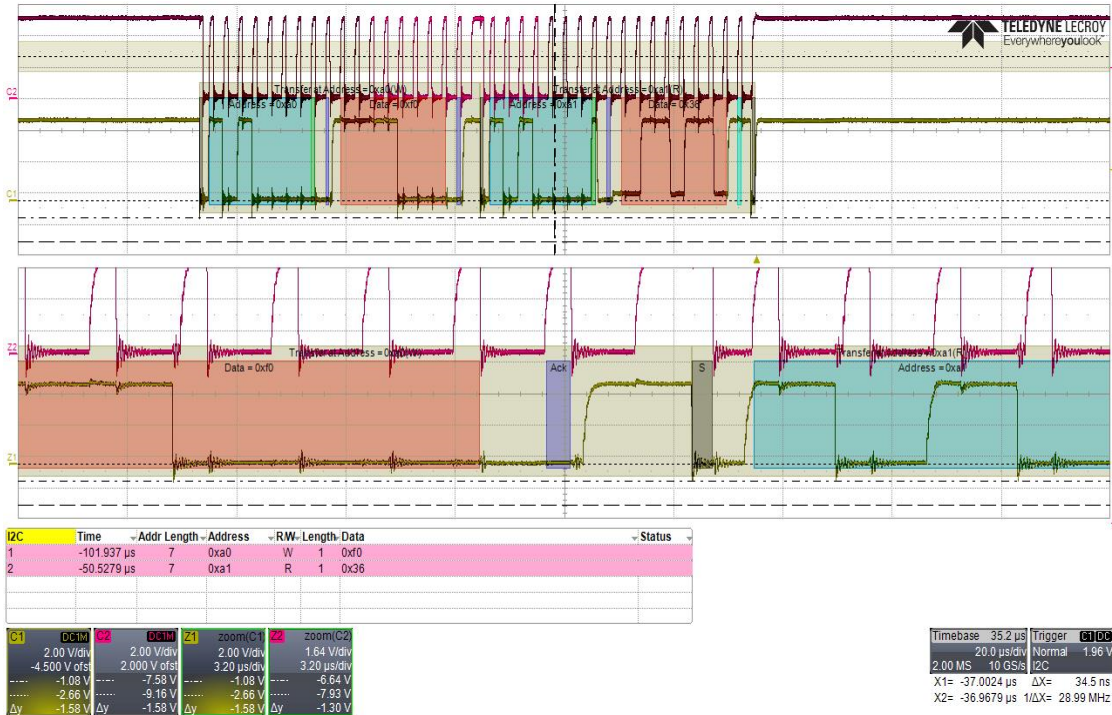 TELEDYNE LECROY
Everywhereyoulook™
C2
Transfer at Address = 0xa0(W)
Transfer at Address = 0xa1(R)
Address = 0xa0
Data = 0xf0
Address = 0xa1
Data = 0x36
C1
Z2
Transfer at Address = 0xa0(W)
Transfer at Address = 0xa1(R)
Data = 0xf0
Ack
S
Address = 0xa1
Z1
I2C Time Addr Length Address R/W Length Data Status
1 -101.937 µs 7 0xa0 W 1 0xf0
2 -50.5279 µs 7 0xa1 R 1 0x36
C1 DC1M
2.00 V/div
-4.500 V ofst
-1.08 V
-2.66 V
Δy -1.58 V
C2 DC1M
2.00 V/div
2.000 V ofst
-7.58 V
-9.16 V
Δy -1.58 V
Z1 zoom(C1)
2.00 V/div
3.20 µs/div
-1.08 V
-2.66 V
Δy -1.58 V
Z2 zoom(C2)
1.64 V/div
3.20 µs/div
-6.64 V
-7.93 V
Δy -1.30 V
Timebase 35.2 µs
20.0 µs/div
2.00 MS 10 GS/s
Trigger C1 DC
Normal 1.96 V
I2C
X1= -37.0024 µs ΔX= 34.5 ns
X2= -36.9679 µs 1/ΔX= 28.99 MHz